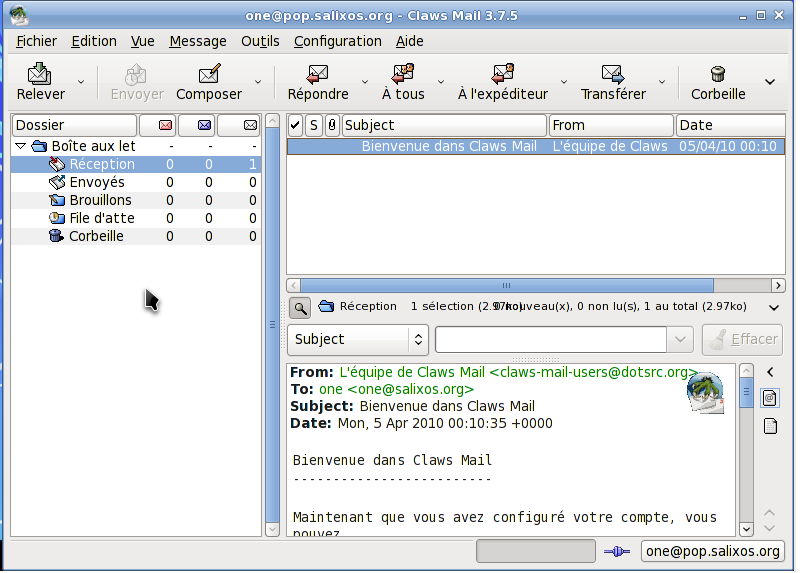 one@pop.salixos.org - Claws Mail 3.7.5
Fichier Edition Vue Message Outils Configuration Aide
Relever Envoyer Composer Répondre À tous À l'expéditeur Transférer Corbeille
Dossier
S Subject From Date
Boîte aux let - - -
Réception 0 0 1
Envoyés 0 0 0
Brouillons 0 0 0
File d'atte 0 0 0
Corbeille 0 0 0
Bienvenue dans Claws Mail L'équipe de Claws 05/04/10 00:10
Réception 1 sélection (2.97ko) 0 nouveau(x), 0 non lu(s), 1 au total (2.97ko)
Subject Effacer
From: L'équipe de Claws Mail <claws-mail-users@dotsrc.org>
To: one <one@salixos.org>
Subject: Bienvenue dans Claws Mail
Date: Mon, 5 Apr 2010 00:10:35 +0000
Bienvenue dans Claws Mail
-------------------------
Maintenant que vous avez configuré votre compte, vous
pouvez
one@pop.salixos.org